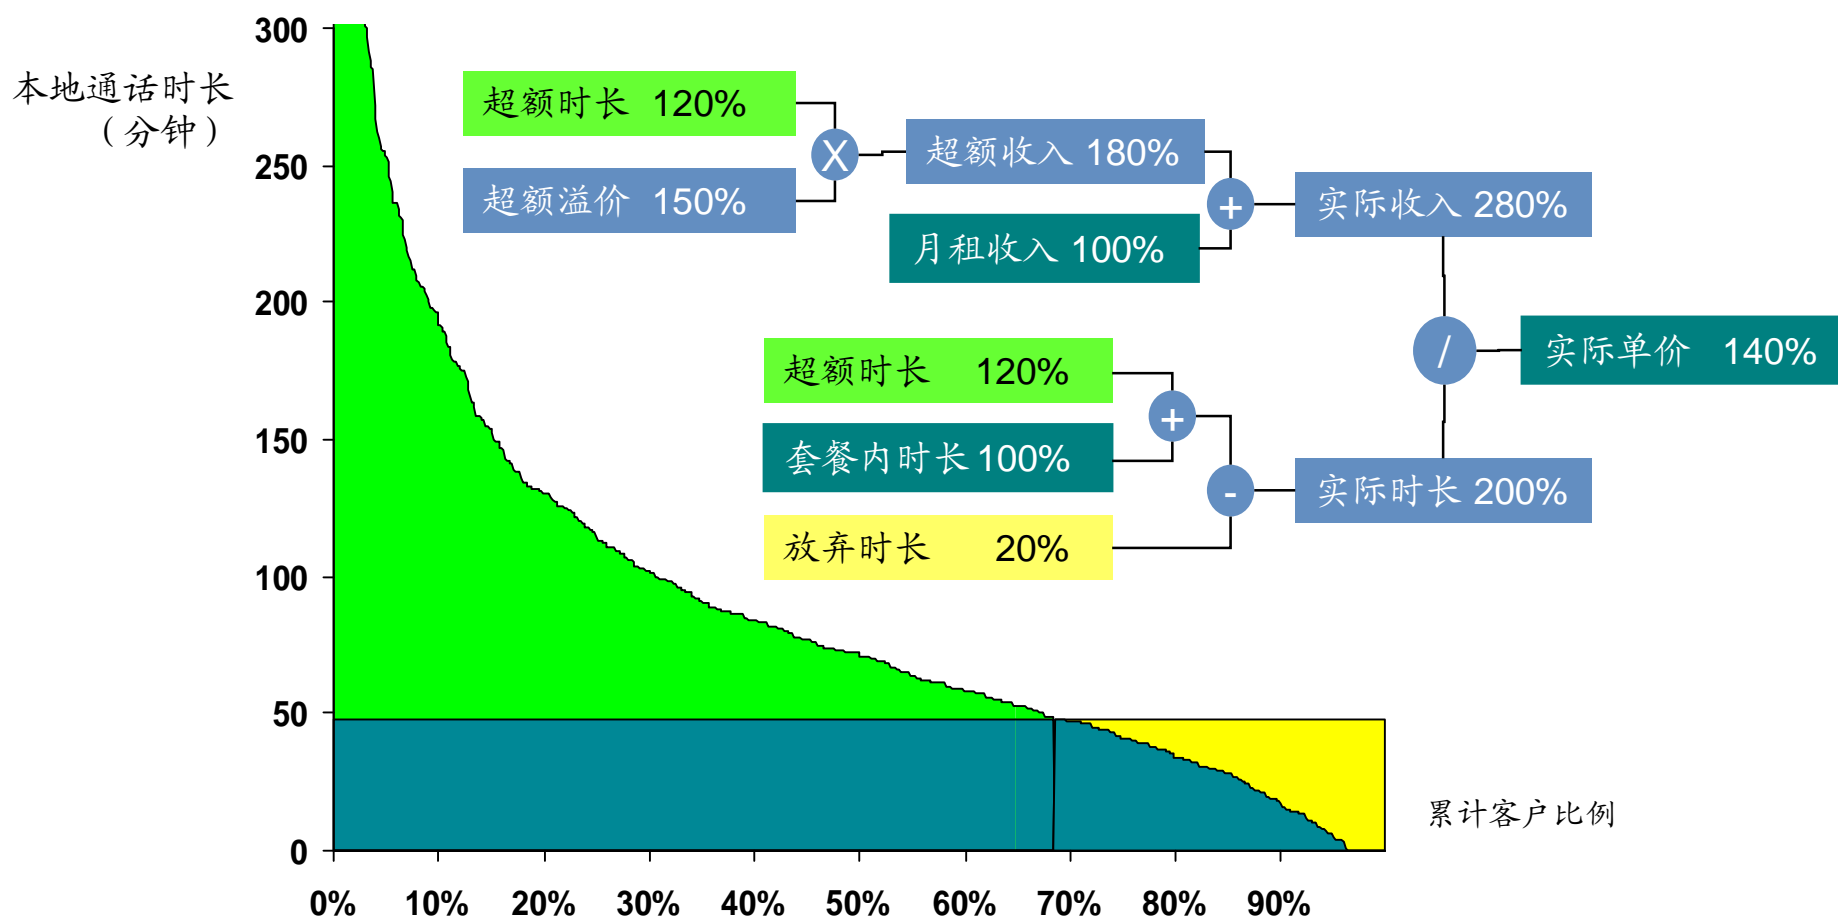 300
本地通话时长
（分钟）
250
200
150
100
50
0
超额时长 120%
X
超额溢价 150%
超额收入 180%
+
月租收入 100%
实际收入 280%
/
实际单价 140%
超额时长 120%
+
套餐内时长 100%
-
放弃时长 20%
实际时长 200%
累计客户比例
0% 10% 20% 30% 40% 50% 60% 70% 80% 90%